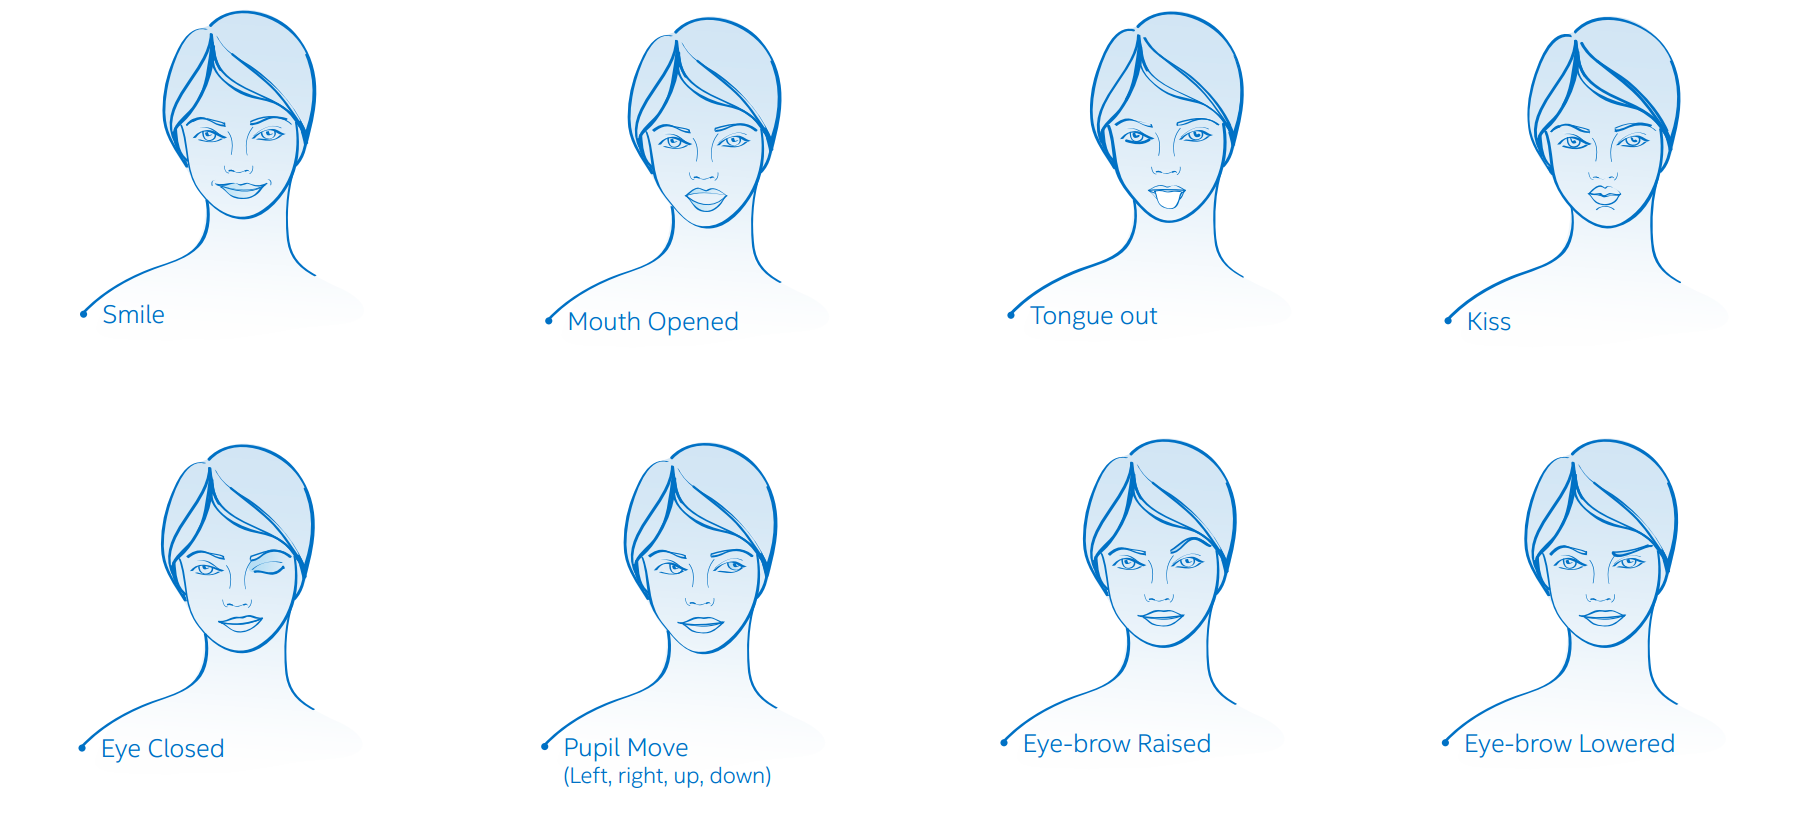 Smile
Mouth Opened
Tongue out
Kiss
Eye Closed
Pupil Move
(Left, right, up, down)
Eye-brow Raised
Eye-brow Lowered